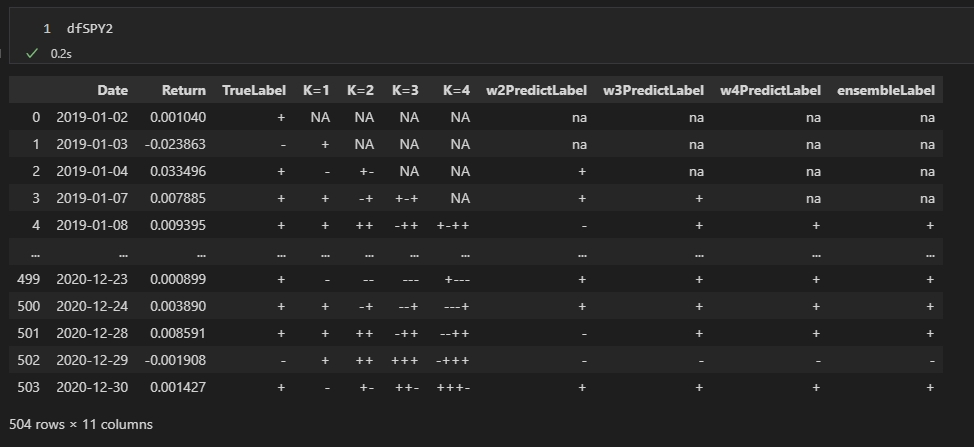 1 dfSPY2
✓ 0.2s
Date Return TrueLabel K=1 K=2 K=3 K=4 w2PredictLabel w3PredictLabel w4PredictLabel ensembleLabel
0 2019-01-02 0.001040 + NA NA NA NA na na na na
1 2019-01-03 -0.023863 - + NA NA NA na na na na
2 2019-01-04 0.033496 + - +- NA NA + na na na
3 2019-01-07 0.007885 + + -+ +-+ NA + + na na
4 2019-01-08 0.009395 + + ++ -++ +-++ - + + +
... ... ... ... ... ... ... ... ... ... ... ...
499 2020-12-23 0.000899 + - -- --- +--- + + + +
500 2020-12-24 0.003890 + + -+ --+ ---+ + + + +
501 2020-12-28 0.008591 + + ++ -++ --++ - + + +
502 2020-12-29 -0.001908 - + ++ +++ -+++ - - - -
503 2020-12-30 0.001427 + - +- ++- +++- + + + +
504 rows × 11 columns